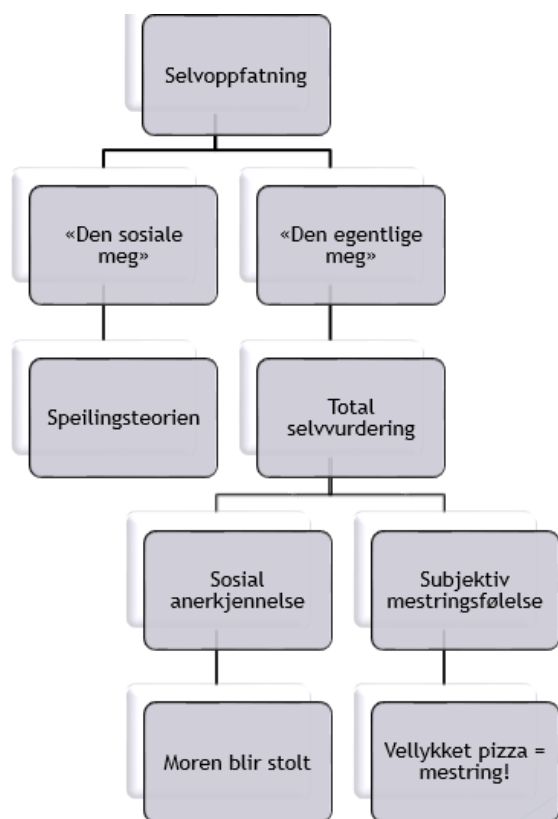 Selvoppfatning
«Den sosiale
meg»
«Den egentlige
meg»
Speilingsteorien
Total
selvvurdering
Sosial
anerkjennelse
Subjektiv
mestringsfølelse
Moren blir stolt
Vellykket pizza =
mestring!